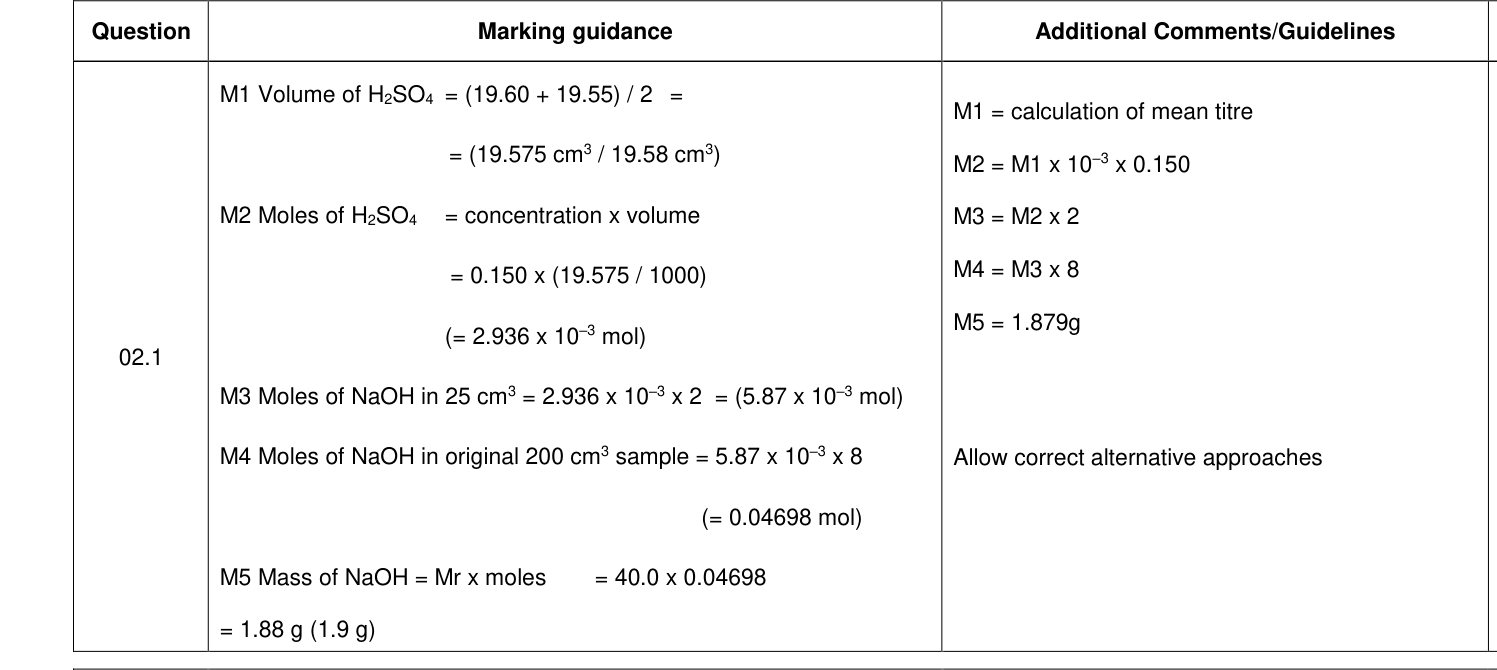 Question Marking guidance Additional Comments/Guidelines
M1 Volume of H₂SO₄ = (19.60 + 19.55) / 2 =
= (19.575 cm³ / 19.58 cm³)
M2 Moles of H₂SO₄ = concentration x volume
= 0.150 x (19.575 / 1000)
(= 2.936 x 10⁻³ mol)
02.1
M3 Moles of NaOH in 25 cm³ = 2.936 x 10⁻³ x 2 = (5.87 x 10⁻³ mol)
M4 Moles of NaOH in original 200 cm³ sample = 5.87 x 10⁻³ x 8
(= 0.04698 mol)
M5 Mass of NaOH = Mr x moles = 40.0 x 0.04698
= 1.88 g (1.9 g)
M1 = calculation of mean titre
M2 = M1 x 10⁻³ x 0.150
M3 = M2 x 2
M4 = M3 x 8
M5 = 1.879g
Allow correct alternative approaches